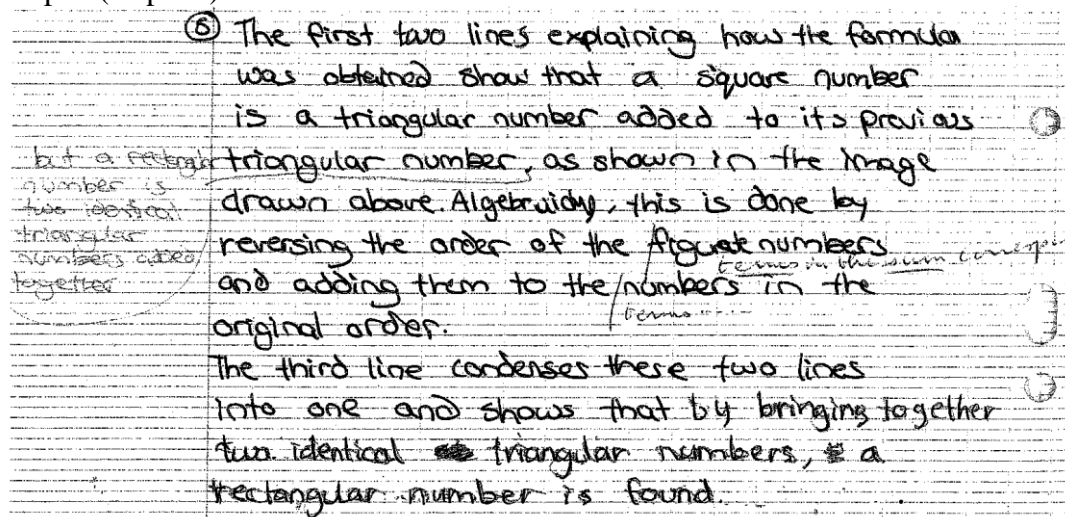 ⑤ The first two lines explaining how the formula
was obtained show that a square number
is a triangular number added to its previous
triangular number, as shown in the image
but a rectangle
number is
two identical
triangular
numbers added
together
drawn above. Algebraicly, this is done by
reversing the order of the numbers
terms in the sum
and adding them to the numbers in the
terms
original order.
The third line condenses these two lines
into one and shows that by bringing together
two identical triangular numbers, a
rectangular number is found.